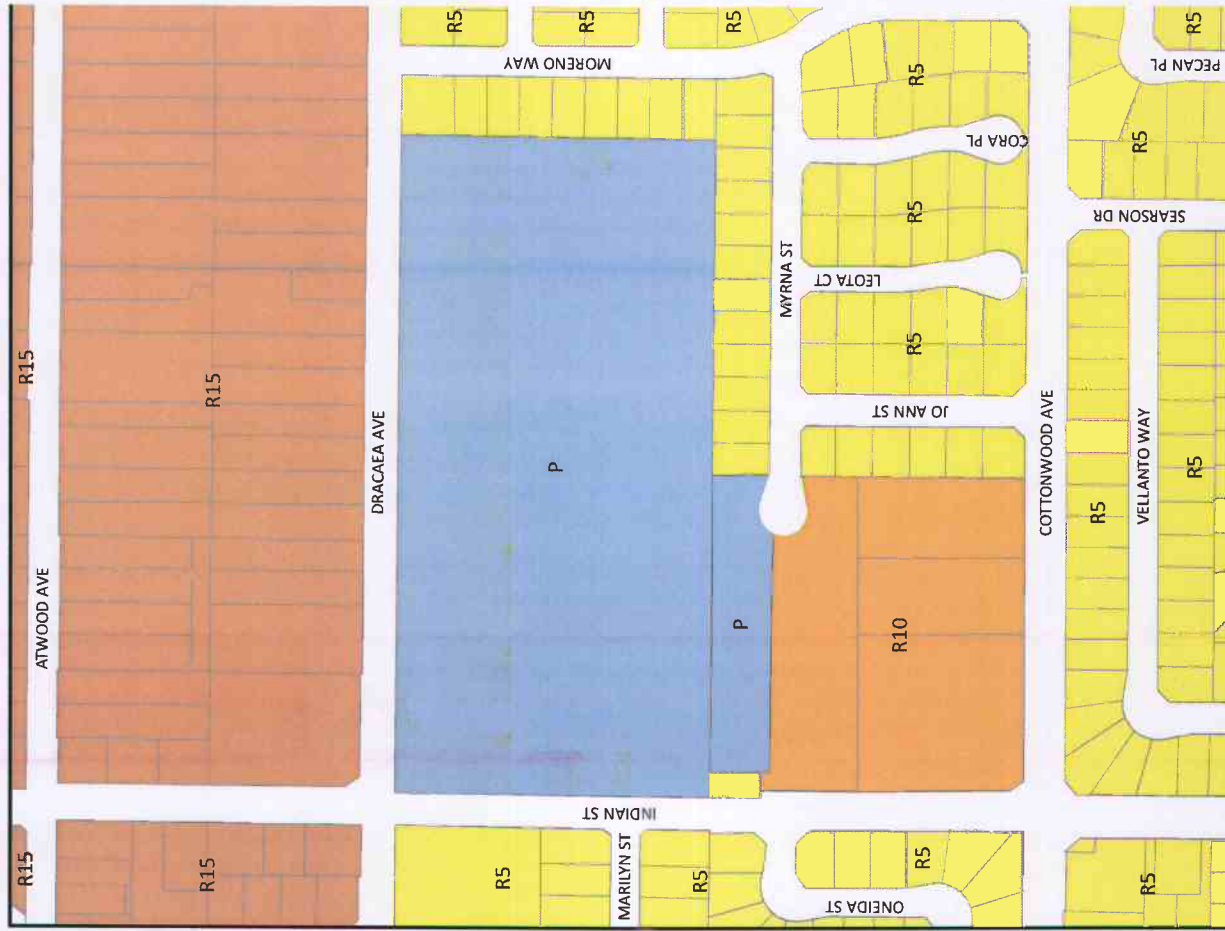 R5
R5
R5
R5
MORENO WAY
R15
R15
ATWOOD AVE
DRACAEA AVE
P
P
MYRNA ST
R5
CORA PL
R5
LEOTA CT
R5
JO ANN ST
R10
COTTONWOOD AVE
PECAN PL
R5
R5
SEARSON DR
R5
VELLANTO WAY
R5
INDIAN ST
R15
R15
R5
MARILYN ST
R5
R5
ONEIDA ST
R5